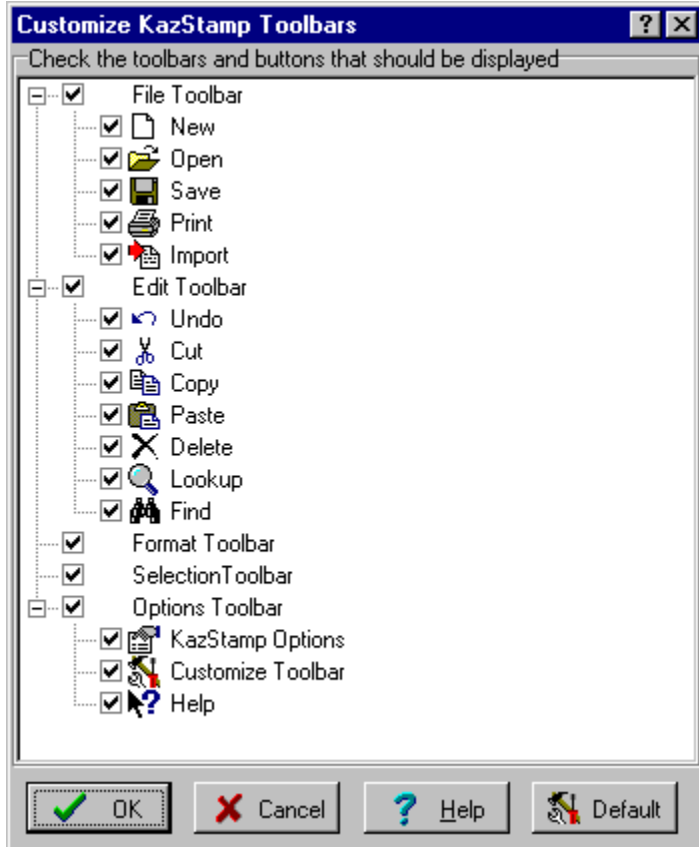 Customize KazStamp Toolbars
Check the toolbars and buttons that should be displayed
File Toolbar
New
Open
Save
Print
Import
Edit Toolbar
Undo
Cut
Copy
Paste
Delete
Lookup
Find
Format Toolbar
SelectionToolbar
Options Toolbar
KazStamp Options
Customize Toolbar
Help
OK Cancel Help Default